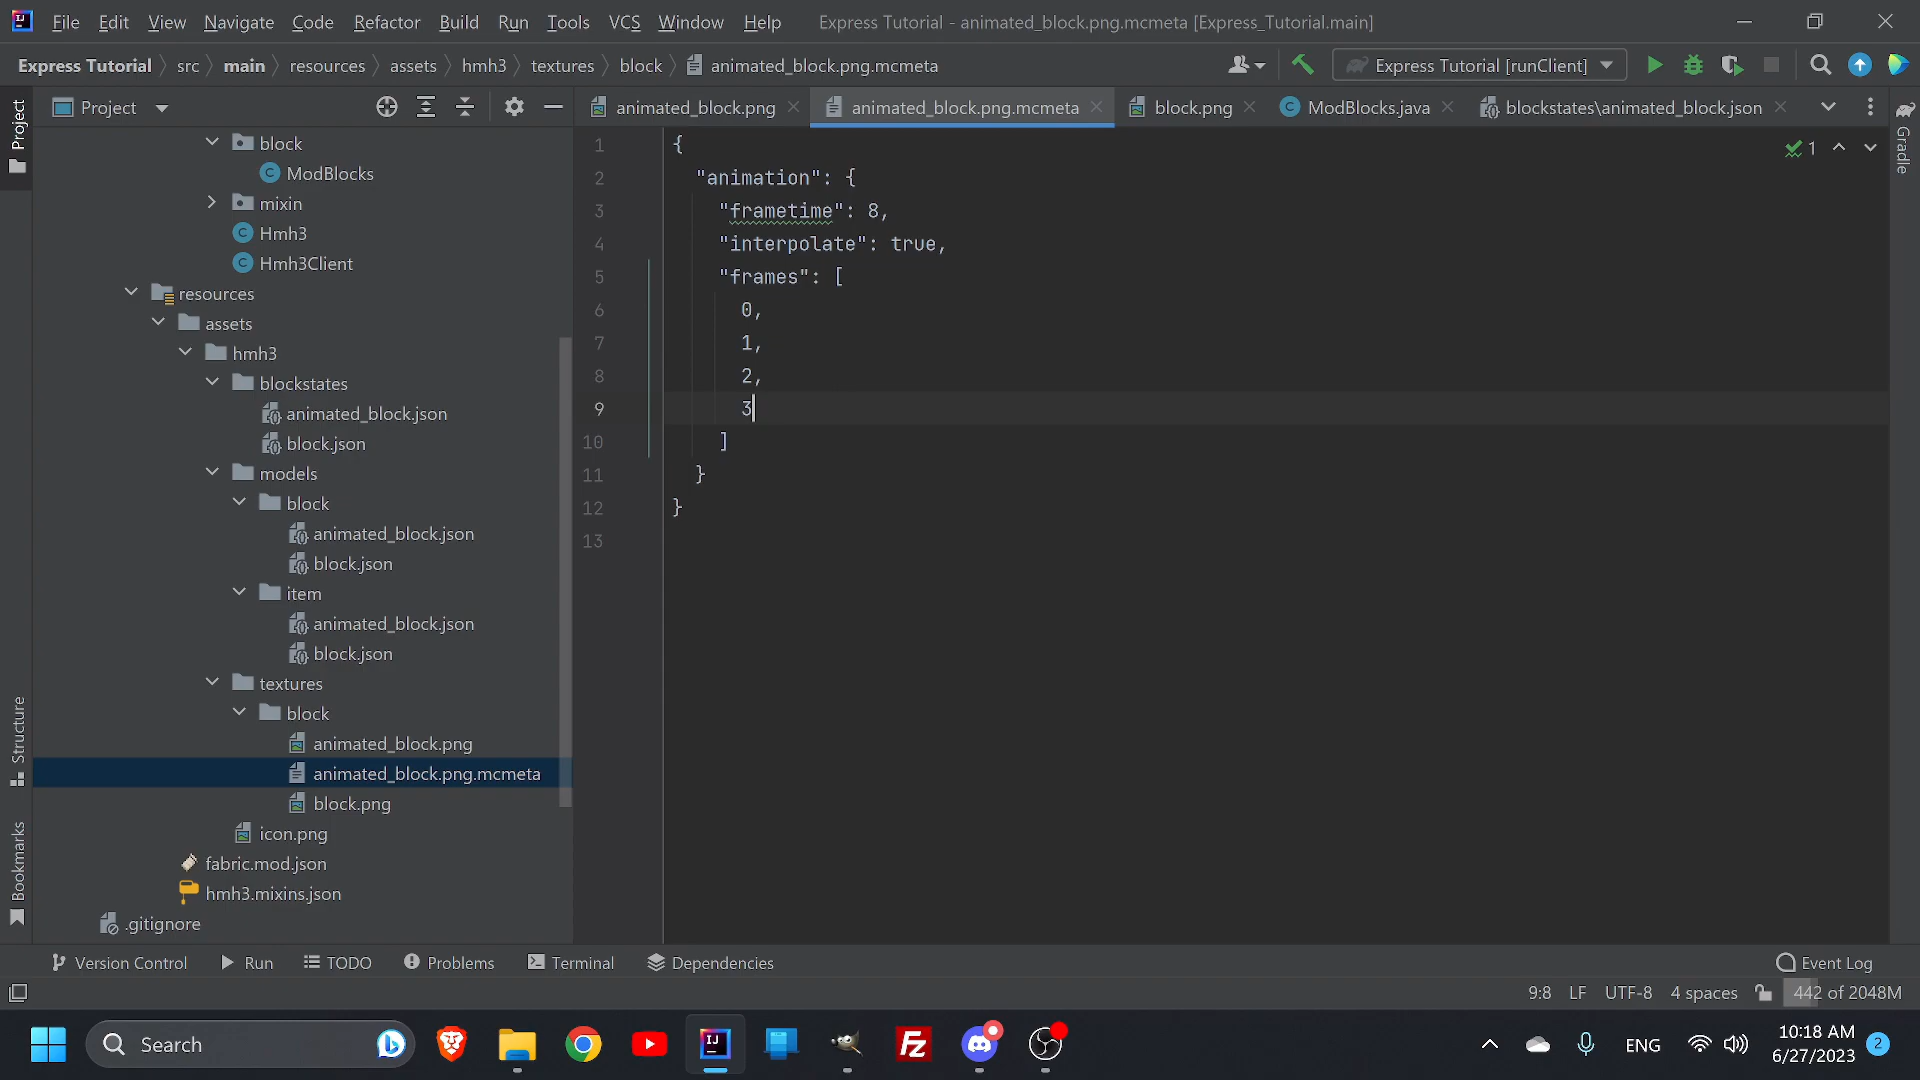 File Edit View Navigate Code Refactor Build Run Tools VCS Window Help Express Tutorial - animated_block.png.mcmeta [Express_Tutorial.main]
Express Tutorial src main resources assets hmh3 textures block animated_block.png.mcmeta Express Tutorial [runClient]
Project
animated_block.png animated_block.png.mcmeta block.png ModBlocks.java blockstates\animated_block.json
Project
Gradle
block
ModBlocks
mixin
Hmh3
Hmh3Client
resources
assets
hmh3
blockstates
animated_block.json
block.json
models
block
animated_block.json
block.json
item
animated_block.json
block.json
textures
block
animated_block.png
animated_block.png.mcmeta
block.png
icon.png
fabric.mod.json
hmh3.mixins.json
.gitignore
Structure
Bookmarks
1 {
2 "animation": {
3 "frametime": 8,
4 "interpolate": true,
5 "frames": [
6 0,
7 1,
8 2,
9 3
10 ]
11 }
12 }
13
1
Version Control Run TODO Problems Terminal Dependencies Event Log
9:8 LF UTF-8 4 spaces 442 of 2048M
Search
IJ
Fz
ENG
10:18 AM
6/27/2023
2